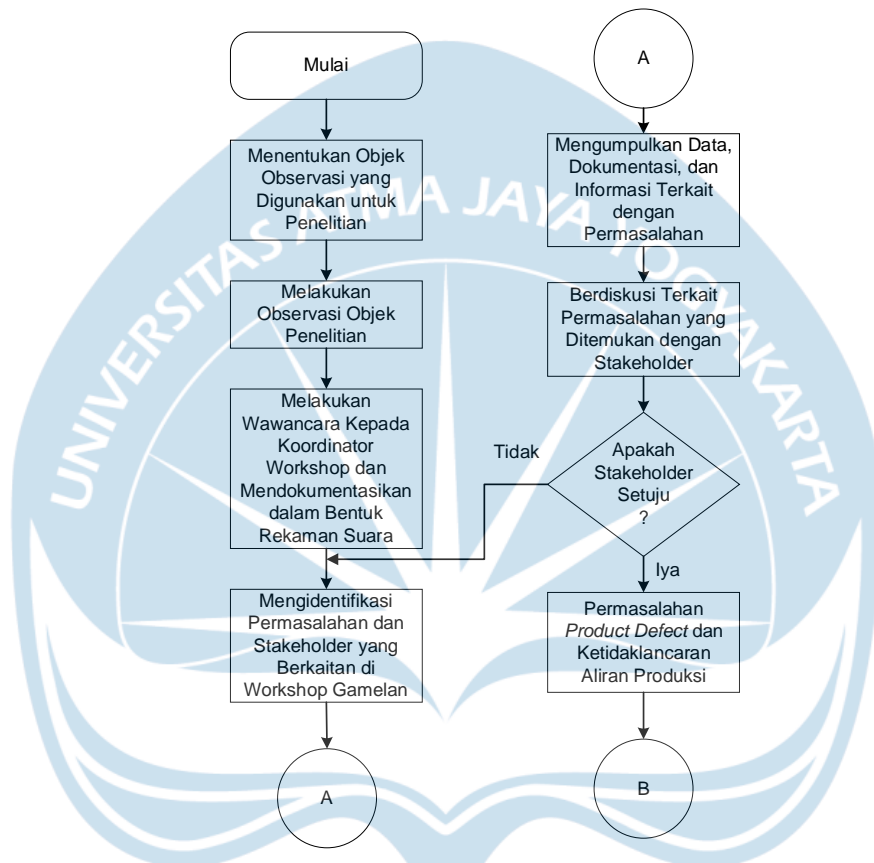 Mulai
Menentukan Objek
Observasi yang
Digunakan untuk
Penelitian
Melakukan
Observasi Objek
Penelitian
Melakukan
Wawancara Kepada
Koordinator
Workshop dan
Mendokumentasikan
dalam Bentuk
Rekaman Suara
Mengidentifikasi
Permasalahan dan
Stakeholder yang
Berkaitan di
Workshop Gamelan
A
A
Mengumpulkan Data,
Dokumentasi, dan
Informasi Terkait
dengan
Permasalahan
Berdiskusi Terkait
Permasalahan yang
Ditemukan dengan
Stakeholder
Apakah
Stakeholder
Setuju
?
Tidak
Iya
Permasalahan
Product Defect dan
Ketidaklancaran
Aliran Produksi
B
UNIVERSITAS ATMA JAYA YOGYAKARTA